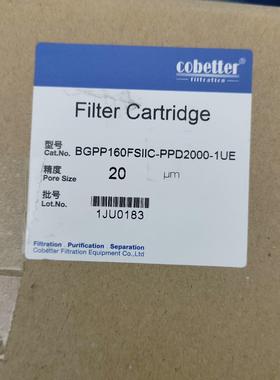 cobetter
filtration
Filter Cartridge
型号
Cat.No. BGPP160FSIIC-PPD2000-1UE
精度
Pore Size 20 μm
批号
Lot.No. 1JU0183
Filtration . Purification . Separation
Cobetter Filtration Equipment Co.,Ltd